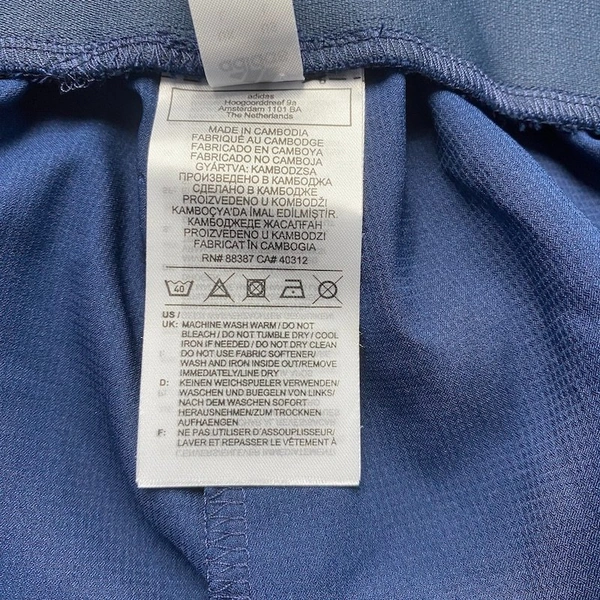 adidas
adidas
Hoogoorddreef 9a
Amsterdam 1101 BA
The Netherlands
MADE IN CAMBODIA
FABRIQUÉ AU CAMBODGE
FABRICADO EN CAMBOYA
FABRICADO NO CAMBOJA
GYÁRTVA: KAMBODZSA
ПРОИЗВЕДЕНО В КАМБОДЖА
СДЕЛАНО В КАМБОДЖЕ
PROIZVEDENO U KOMBODŽI
KAMBOÇYA'DA İMAL EDİLMİŞTİR.
КАМБОДЖЕДЕ ЖАСАЛҒАН
PROIZVEDENO U KAMBODZI
FABRICAT ÎN CAMBOGIA
RN# 88387 CA# 40312
40
US /
UK: MACHINE WASH WARM / DO NOT
BLEACH / DO NOT TUMBLE DRY / COOL
IRON IF NEEDED / DO NOT DRY CLEAN
DO NOT USE FABRIC SOFTENER/
WASH AND IRON INSIDE OUT/REMOVE
IMMEDIATELY/LINE DRY
D: KEINEN WEICHSPUELER VERWENDEN/
WASCHEN UND BUEGELN VON LINKS/
NACH DEM WASCHEN SOFORT
HERAUSNEHMEN/ZUM TROCKNEN
AUFHAENGEN
F: NE PAS UTILISER D'ASSOUPLISSEUR/
LAVER ET REPASSER LE VÊTEMENT À